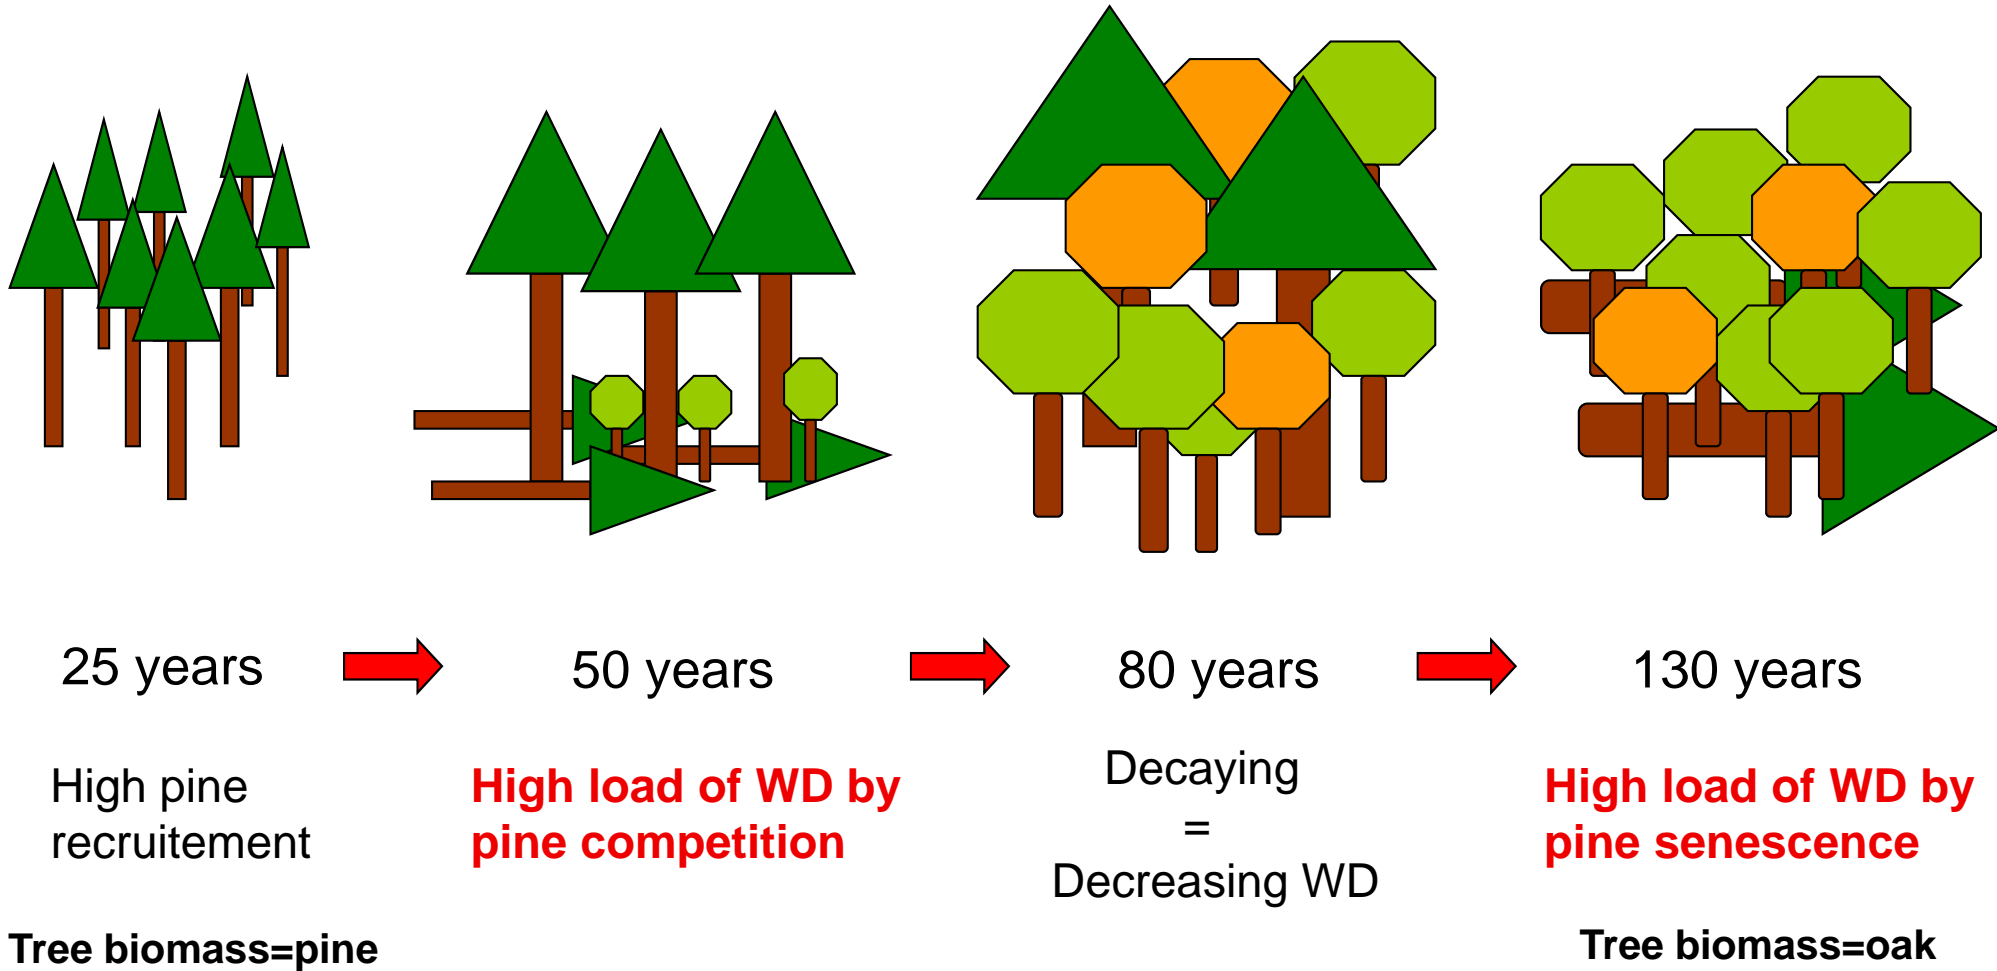 25 years
50 years
80 years
130 years
High pine
recruitement
High load of WD by
pine competition
Decaying
=
Decreasing WD
High load of WD by
pine senescence
Tree biomass=pine
Tree biomass=oak